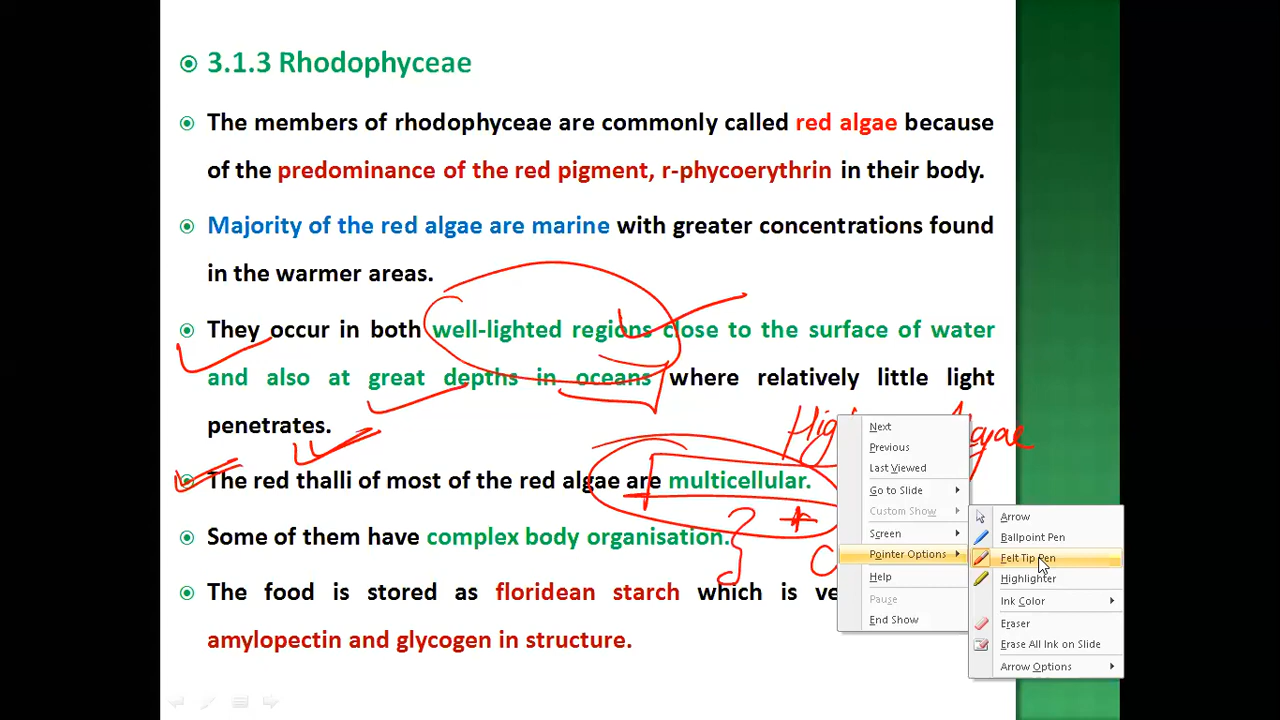 3.1.3 Rhodophyceae
The members of rhodophyceae are commonly called red algae because
of the predominance of the red pigment, r-phycoerythrin in their body.
Majority of the red algae are marine with greater concentrations found
in the warmer areas.
They occur in both well-lighted regions close to the surface of water
and also at great depths in oceans where relatively little light
penetrates.
The red thalli of most of the red algae are multicellular.
Some of them have complex body organisation.
The food is stored as floridean starch which is
amylopectin and glycogen in structure.
Next
Previous
Last Viewed
Go to Slide
Custom Show
Screen
Pointer Options
Help
Pause
End Show
Arrow
Ballpoint Pen
Felt Tip Pen
Highlighter
Ink Color
Eraser
Erase All Ink on Slide
Arrow Options